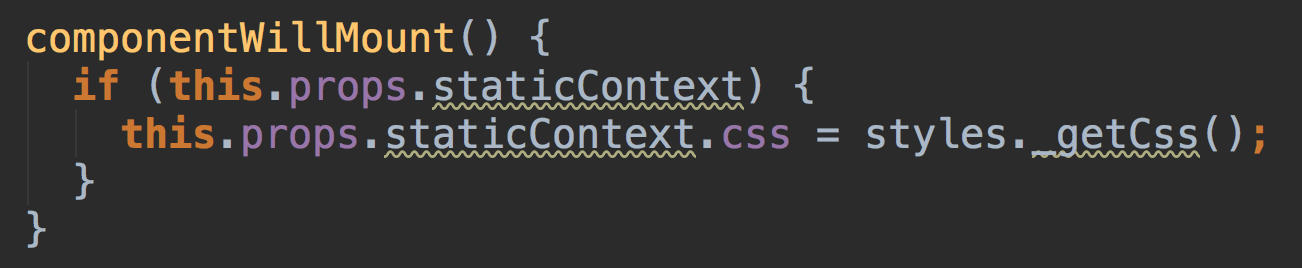 componentWillMount() {
  if (this.props.staticContext) {
    this.props.staticContext.css = styles._getCss();
  }
}